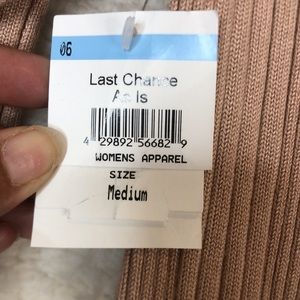 06
Last Chance
As Is
4 29892 56682 9
WOMENS APPAREL
SIZE
Medium